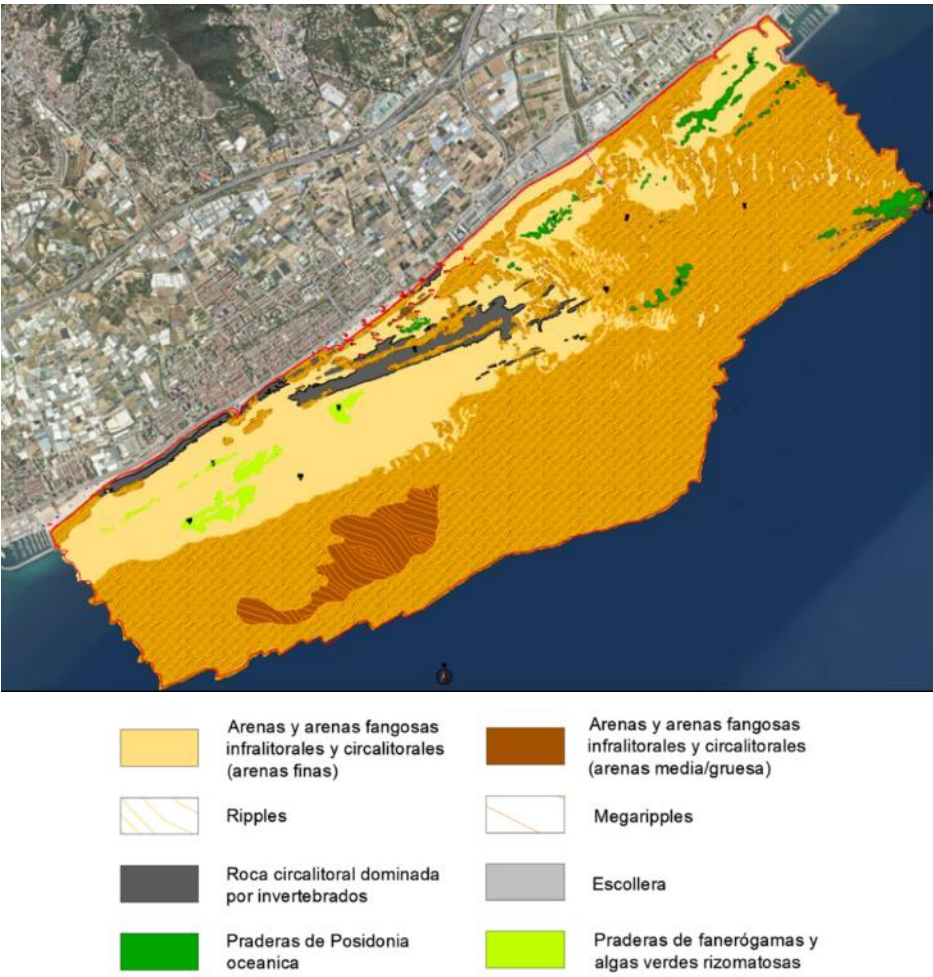 Arenas y arenas fangosas
infralitorales y circalitorales
(arenas finas)
Arenas y arenas fangosas
infralitorales y circalitorales
(arenas media/gruesa)
Ripples
Megaripples
Roca circalitoral dominada
por invertebrados
Escollera
Praderas de Posidonia
oceanica
Praderas de fanerógamas y
algas verdes rizomatosas